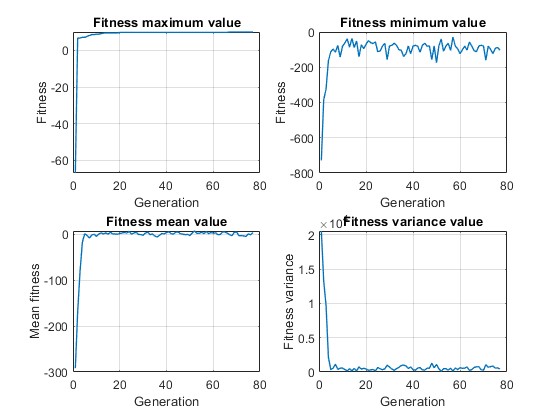 Fitness maximum value
0
-20
-40
-60
Fitness
0 20 40 60 80
Generation
Fitness minimum value
0
-200
-400
-600
-800
Fitness
0 20 40 60 80
Generation
Fitness mean value
0
-100
-200
-300
Mean fitness
0 20 40 60 80
Generation
×10
Fitness variance value
2
1.5
1
0.5
0
Fitness variance
0 20 40 60 80
Generation